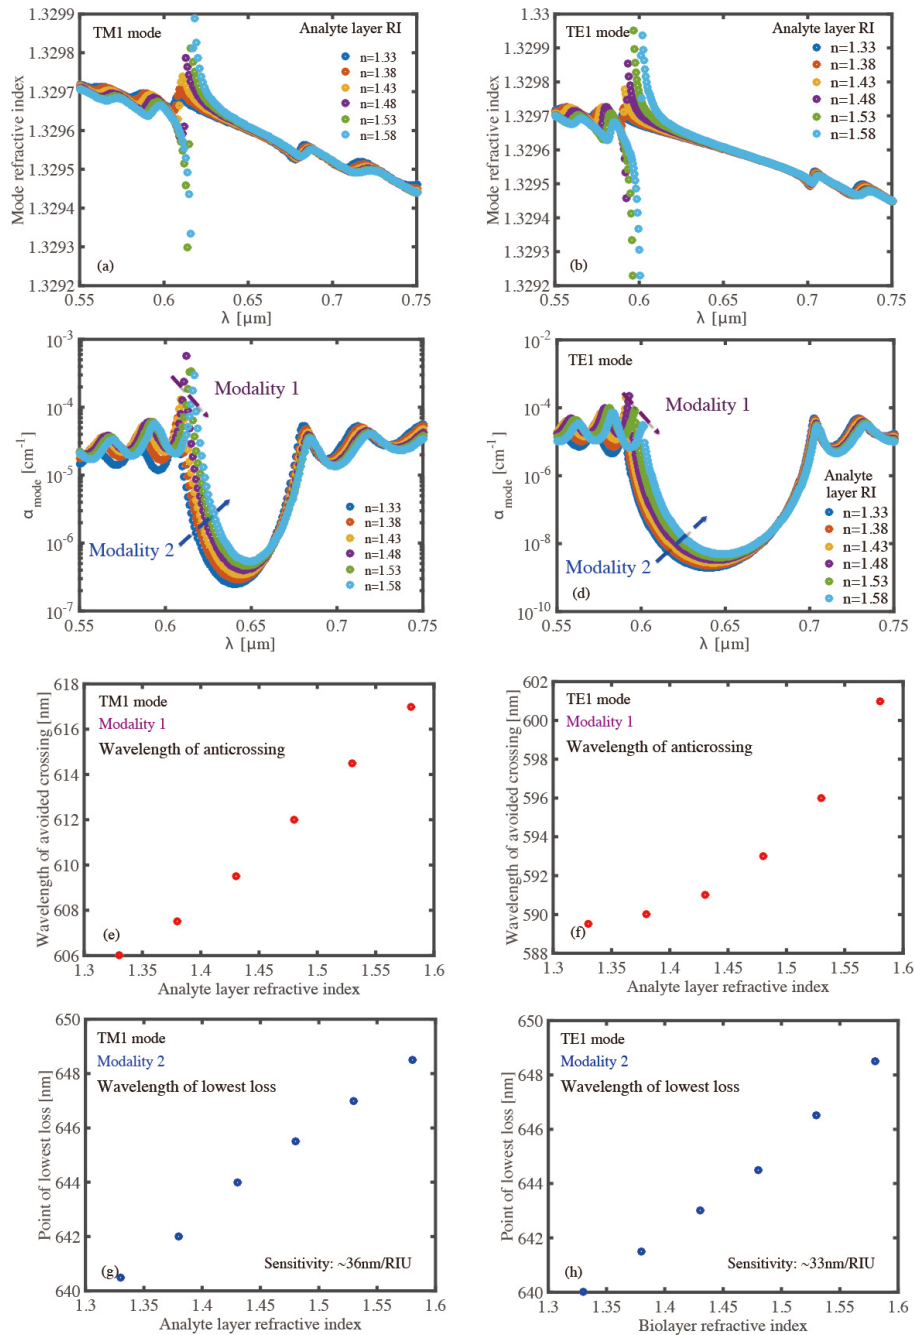 1.3299
1.3298
1.3297
1.3296
1.3295
1.3294
1.3293
1.3292
Mode refractive index
TM1 mode
Analyte layer RI
n=1.33
n=1.38
n=1.43
n=1.48
n=1.53
n=1.58
(a)
0.55
0.6
0.65
0.7
0.75
λ [μm]
1.33
1.3299
1.3298
1.3297
1.3296
1.3295
1.3294
1.3293
1.3292
Mode refractive index
TE1 mode
Analyte layer RI
n=1.33
n=1.38
n=1.43
n=1.48
n=1.53
n=1.58
(b)
0.55
0.6
0.65
0.7
0.75
λ [μm]
10-3
10-4
10-5
10-6
10-7
αmode [cm-1]
Modality 1
Modality 2
n=1.33
n=1.38
n=1.43
n=1.48
n=1.53
n=1.58
0.55
0.6
0.65
0.7
0.75
λ [μm]
10-2
10-4
10-6
10-8
10-10
αmode [cm-1]
TE1 mode
Modality 1
Modality 2
Analyte
layer RI
n=1.33
n=1.38
n=1.43
n=1.48
n=1.53
n=1.58
(d)
0.55
0.6
0.65
0.7
0.75
λ [μm]
618
616
614
612
610
608
606
Wavelength of avoided crossing [nm]
TM1 mode
Modality 1
Wavelength of anticrossing
(e)
1.3
1.35
1.4
1.45
1.5
1.55
1.6
Analyte layer refractive index
602
600
598
596
594
592
590
588
Wavelength of avoided crossing [nm]
TE1 mode
Modality 1
Wavelength of anticrossing
(f)
1.3
1.35
1.4
1.45
1.5
1.55
1.6
Analyte layer refractive index
650
648
646
644
642
640
Point of lowest loss [nm]
TM1 mode
Modality 2
Wavelength of lowest loss
Sensitivity: ~36nm/RIU
(g)
1.3
1.35
1.4
1.45
1.5
1.55
1.6
Analyte layer refractive index
650
648
646
644
642
640
Point of lowest loss [nm]
TE1 mode
Modality 2
Wavelength of lowest loss
Sensitivity: ~33nm/RIU
(h)
1.3
1.35
1.4
1.45
1.5
1.55
1.6
Biolayer refractive index